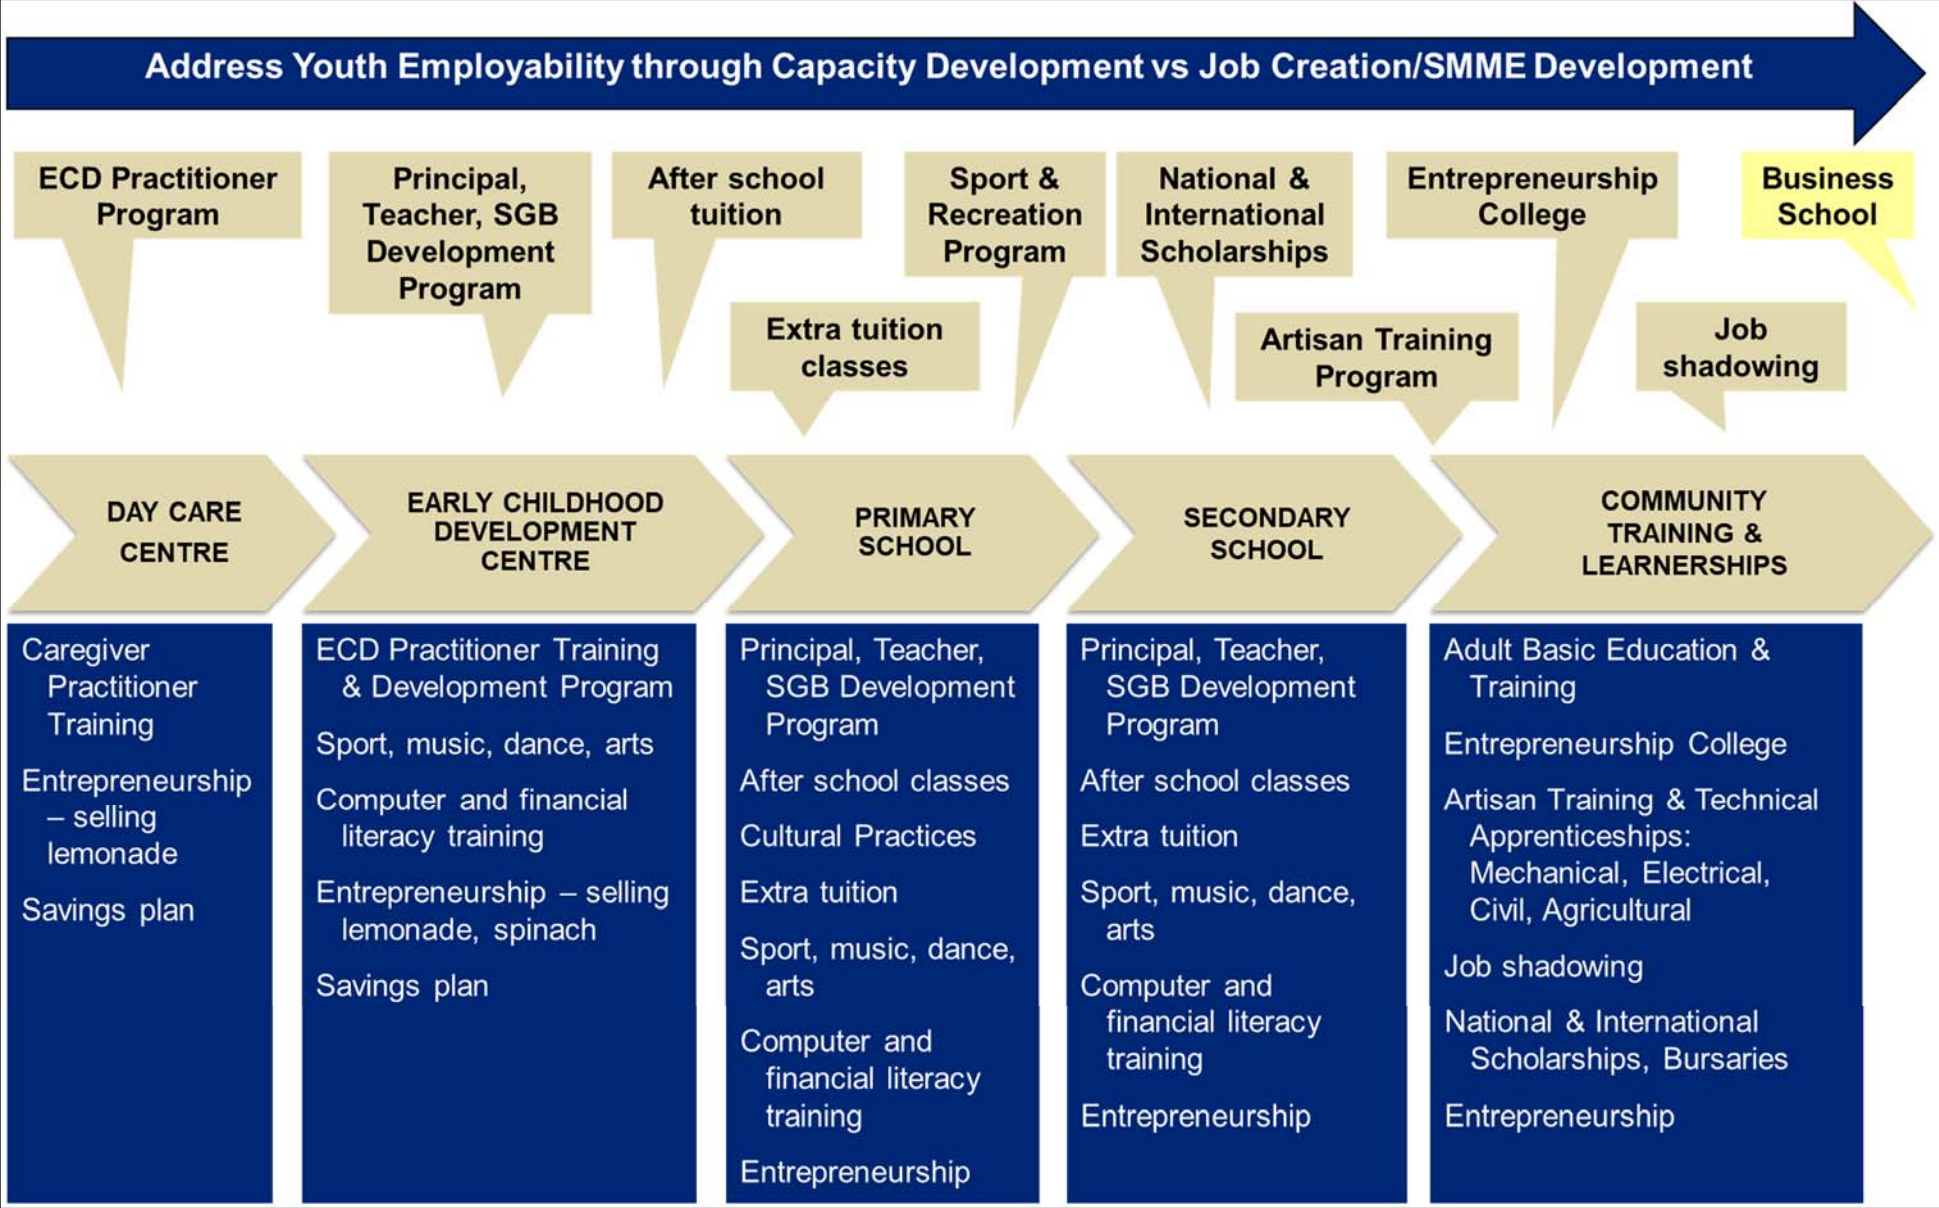 Address Youth Employability through Capacity Development vs Job Creation/SMME Development
ECD Practitioner
Program
Principal,
Teacher, SGB
Development
Program
After school
tuition
Extra tuition
classes
Sport &
Recreation
Program
National &
International
Scholarships
Artisan Training
Program
Entrepreneurship
College
Job
shadowing
Business
School
DAY CARE
CENTRE
EARLY CHILDHOOD
DEVELOPMENT
CENTRE
PRIMARY
SCHOOL
SECONDARY
SCHOOL
COMMUNITY
TRAINING &
LEARNERSHIPS
Caregiver
Practitioner
Training
Entrepreneurship
– selling
lemonade
Savings plan
ECD Practitioner Training
& Development Program
Sport, music, dance, arts
Computer and financial
literacy training
Entrepreneurship – selling
lemonade, spinach
Savings plan
Principal, Teacher,
SGB Development
Program
After school classes
Cultural Practices
Extra tuition
Sport, music, dance,
arts
Computer and
financial literacy
training
Entrepreneurship
Principal, Teacher,
SGB Development
Program
After school classes
Extra tuition
Sport, music, dance,
arts
Computer and
financial literacy
training
Entrepreneurship
Adult Basic Education &
Training
Entrepreneurship College
Artisan Training & Technical
Apprenticeships:
Mechanical, Electrical,
Civil, Agricultural
Job shadowing
National & International
Scholarships, Bursaries
Entrepreneurship